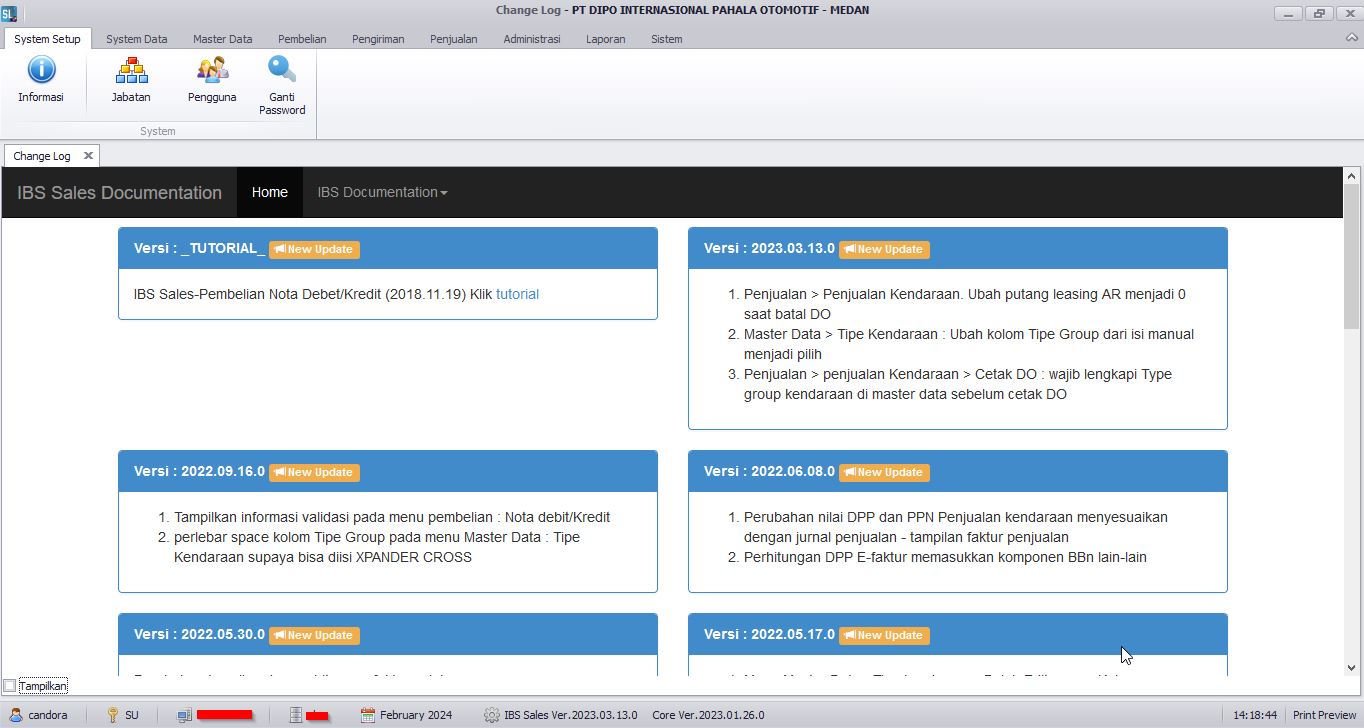 SL
Change Log - PT DIPO INTERNASIONAL PAHALA OTOMOTIF - MEDAN
System Setup System Data Master Data Pembelian Pengiriman Penjualan Administrasi Laporan Sistem
Informasi Jabatan Pengguna Ganti Password
System
Change Log
IBS Sales Documentation Home IBS Documentation
Versi : _TUTORIAL_ New Update
IBS Sales-Pembelian Nota Debet/Kredit (2018.11.19) Klik tutorial
Versi : 2023.03.13.0 New Update
1. Penjualan > Penjualan Kendaraan. Ubah putang leasing AR menjadi 0
saat batal DO
2. Master Data > Tipe Kendaraan : Ubah kolom Tipe Group dari isi manual
menjadi pilih
3. Penjualan > penjualan Kendaraan > Cetak DO : wajib lengkapi Type
group kendaraan di master data sebelum cetak DO
Versi : 2022.09.16.0 New Update
1. Tampilkan informasi validasi pada menu pembelian : Nota debit/Kredit
2. perlebar space kolom Tipe Group pada menu Master Data : Tipe
Kendaraan supaya bisa diisi XPANDER CROSS
Versi : 2022.06.08.0 New Update
1. Perubahan nilai DPP dan PPN Penjualan kendaraan menyesuaikan
dengan jurnal penjualan - tampilan faktur penjualan
2. Perhitungan DPP E-faktur memasukkan komponen BBn lain-lain
Versi : 2022.05.30.0 New Update
Versi : 2022.05.17.0 New Update
Tampilkan
candora SU February 2024 IBS Sales Ver.2023.03.13.0 Core Ver.2023.01.26.0 14:18:44 Print Preview